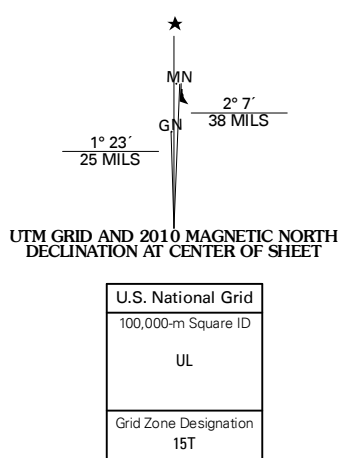 ★
MN
GN
2° 7´
38 MILS
1° 23´
25 MILS
UTM GRID AND 2010 MAGNETIC NORTH
DECLINATION AT CENTER OF SHEET
U.S. National Grid
100,000-m Square ID
UL
Grid Zone Designation
15T